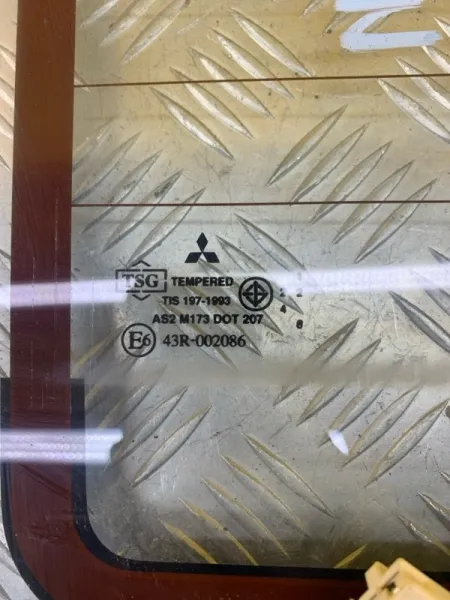 TSG TEMPERED
TIS 197-1993
AS2 M173 DOT 207
E6 43R-002086